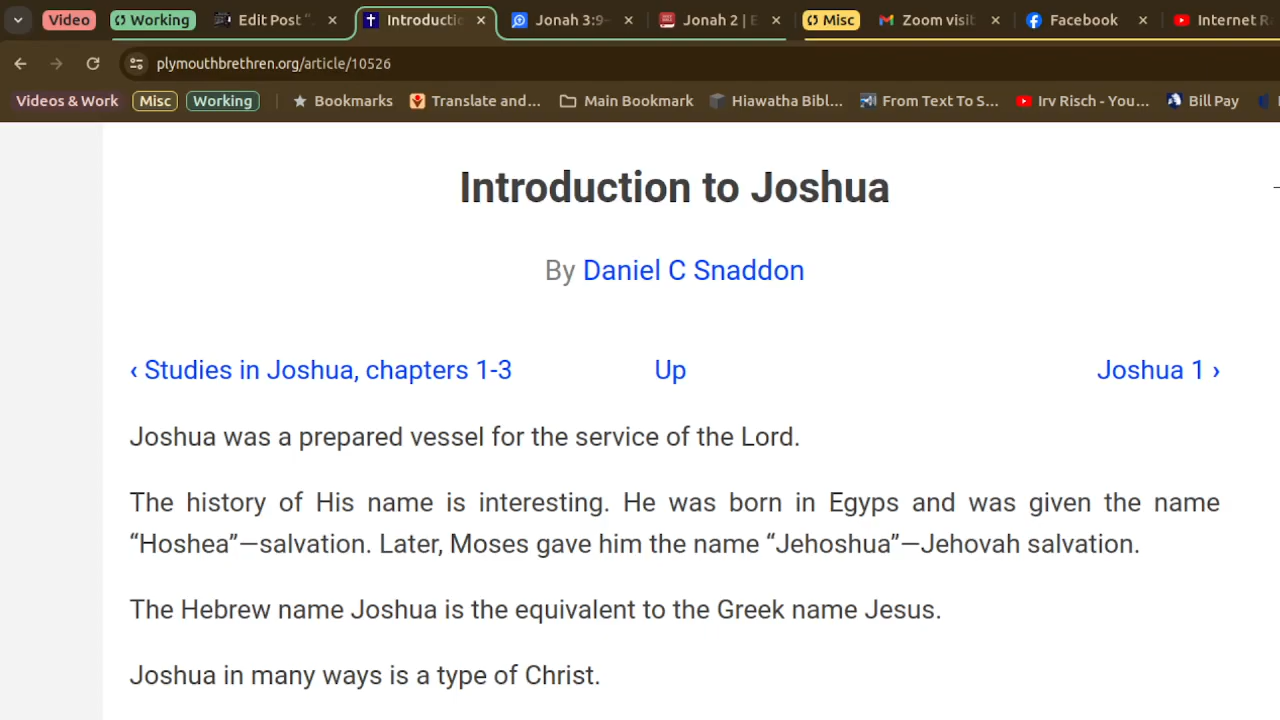 Video
Working
Edit Post “
Introductio
Jonah 3:9-
Jonah 2 | E
Misc
Zoom visit
Facebook
Internet R
plymouthbrethren.org/article/10526
Videos & Work
Misc
Working
Bookmarks
Translate and...
Main Bookmark
Hiawatha Bibl...
From Text To S...
Irv Risch - You...
Bill Pay
Introduction to Joshua
By Daniel C Snaddon
‹ Studies in Joshua, chapters 1-3
Up
Joshua 1 ›
Joshua was a prepared vessel for the service of the Lord.
The history of His name is interesting. He was born in Egyps and was given the name
“Hoshea”—salvation. Later, Moses gave him the name “Jehoshua”—Jehovah salvation.
The Hebrew name Joshua is the equivalent to the Greek name Jesus.
Joshua in many ways is a type of Christ.